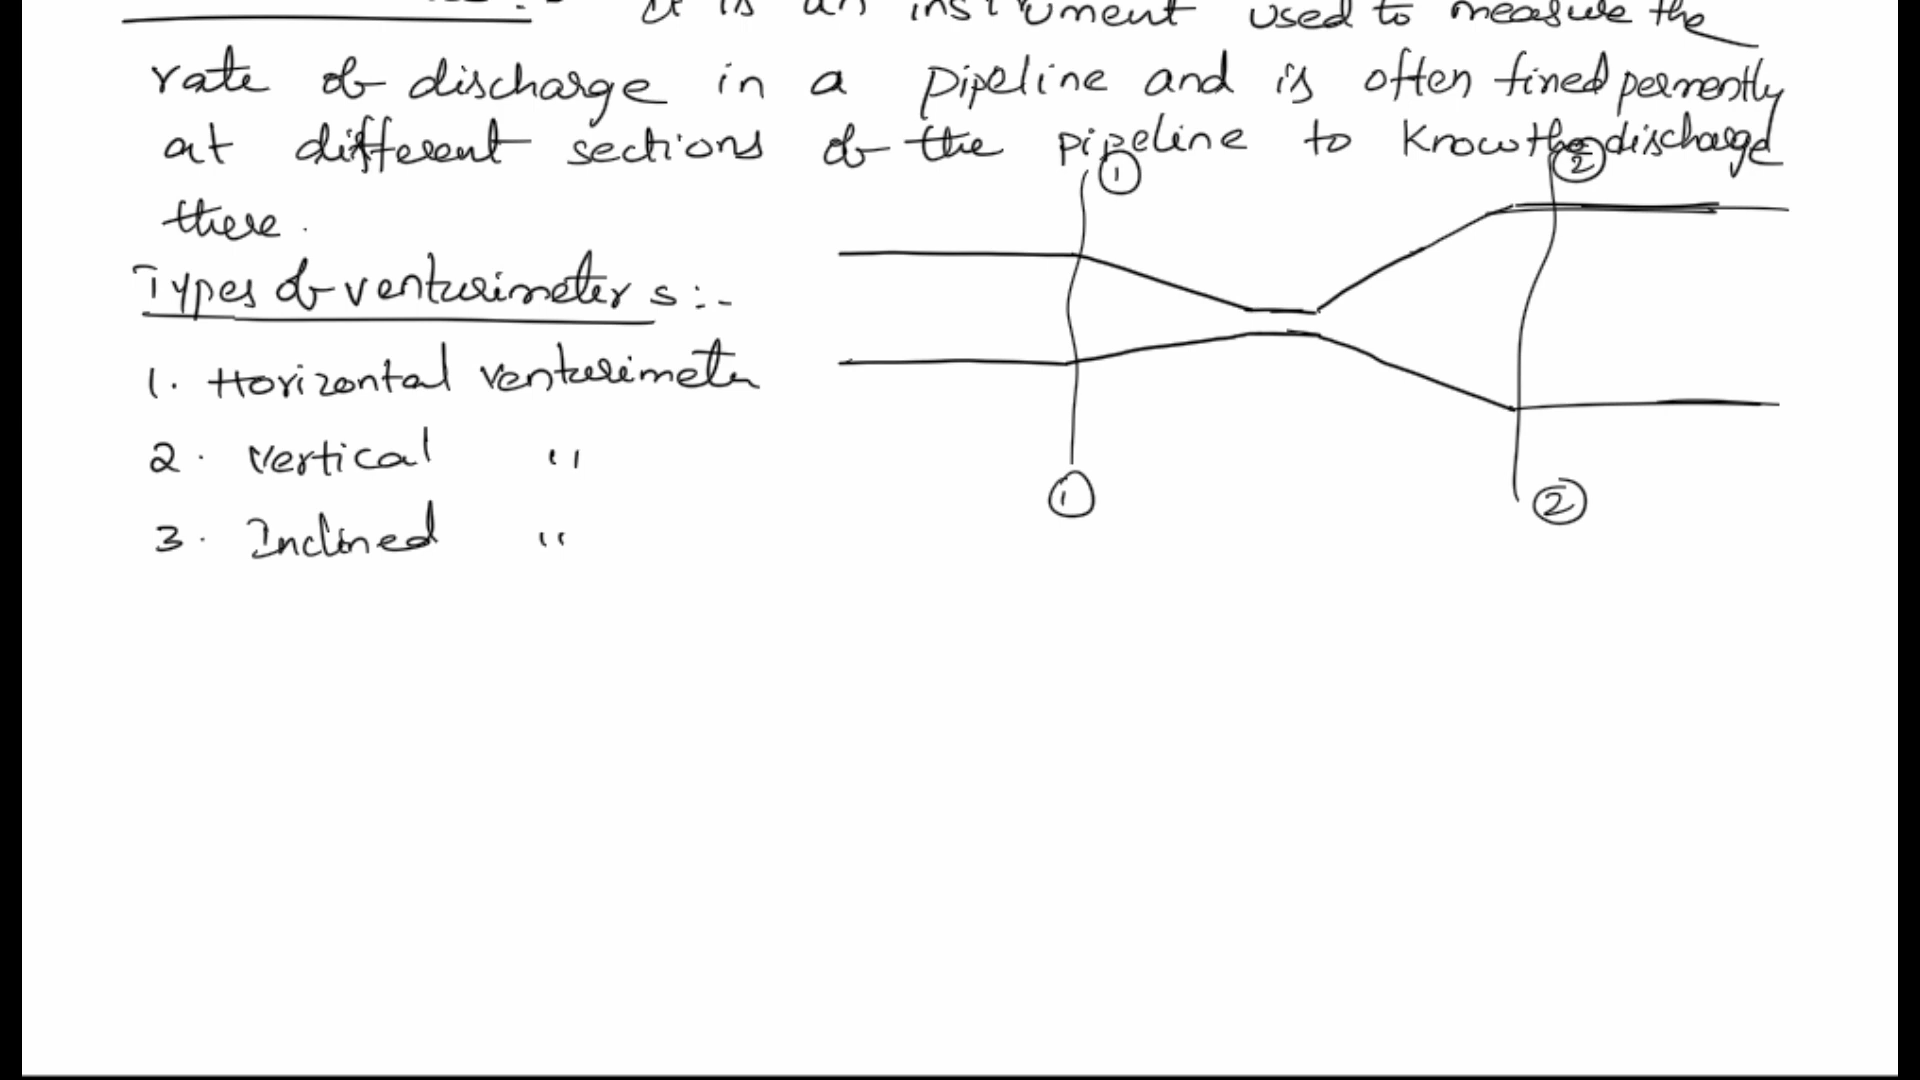 It is an instrument used to measure the
rate of discharge in a pipeline and is often fined permently
at different sections of the pipeline to know the discharge
there.
Types of venturimeters :-
1. Horizontal venturimeter
2. Vertical "
3. Inclined "
1
2
1
2